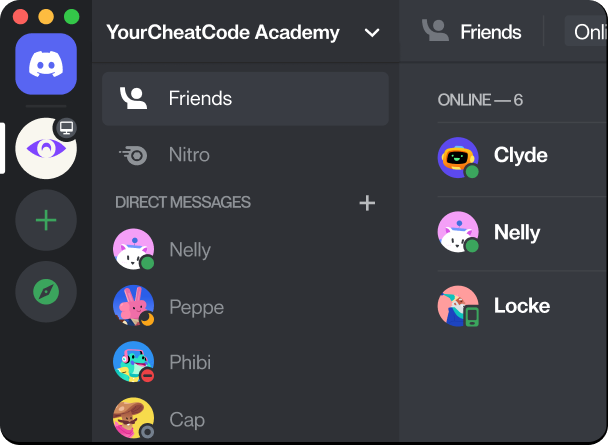 YourCheatCode Academy
Friends
Nitro
DIRECT MESSAGES
Nelly
Peppe
Phibi
Cap
Friends
Onli
ONLINE — 6
Clyde
Nelly
Locke